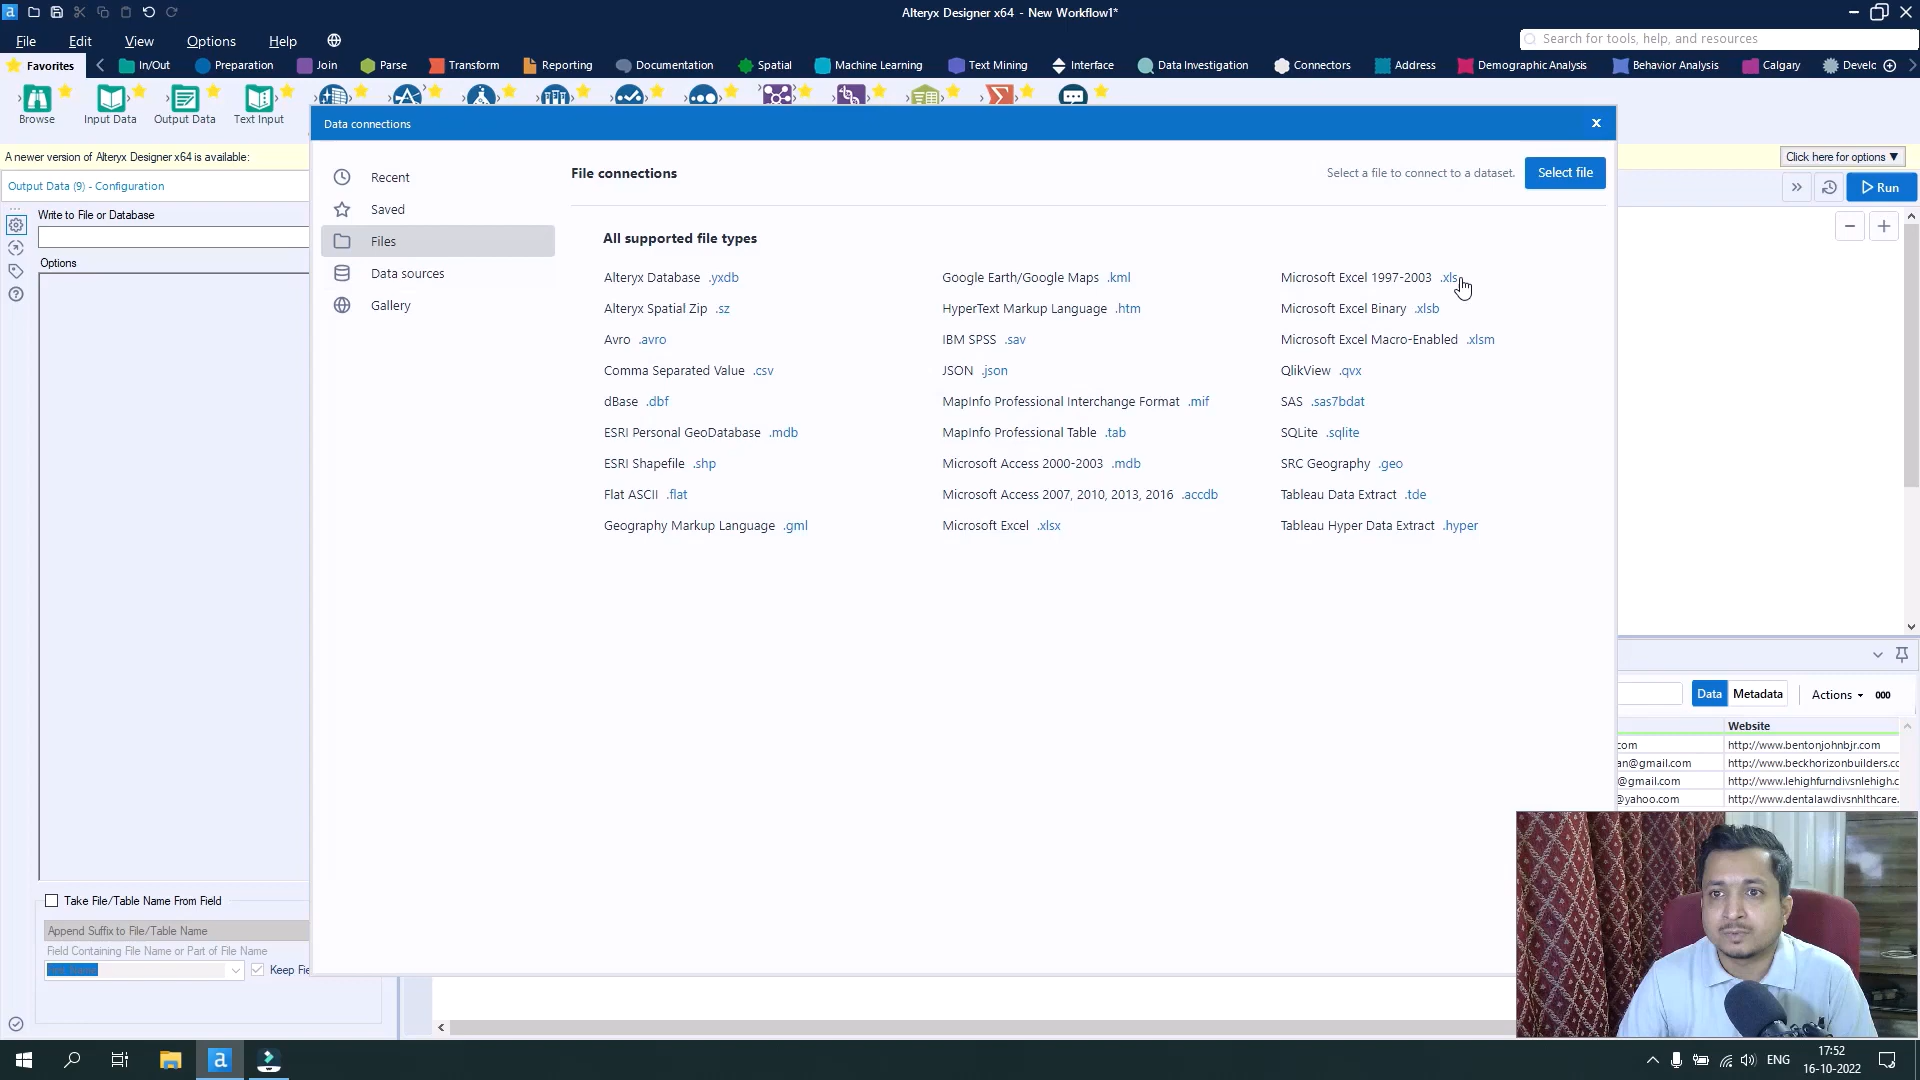 Alteryx Designer x64 - New Workflow1*
File Edit View Options Help
Search for tools, help, and resources
Favorites In/Out Preparation Join Parse Transform Reporting Documentation Spatial Machine Learning Text Mining Interface Data Investigation Connectors Address Demographic Analysis Behavior Analysis Calgary Develo
Browse Input Data Output Data Text Input
Data connections
A newer version of Alteryx Designer x64 is available:
Click here for options
Output Data (9) - Configuration
Run
Write to File or Database
Options
Recent
Saved
Files
Data sources
Gallery
File connections
Select a file to connect to a dataset.
Select file
All supported file types
Alteryx Database .yxdb
Alteryx Spatial Zip .sz
Avro .avro
Comma Separated Value .csv
dBase .dbf
ESRI Personal GeoDatabase .mdb
ESRI Shapefile .shp
Flat ASCII .flat
Geography Markup Language .gml
Google Earth/Google Maps .kml
HyperText Markup Language .htm
IBM SPSS .sav
JSON .json
MapInfo Professional Interchange Format .mif
MapInfo Professional Table .tab
Microsoft Access 2000-2003 .mdb
Microsoft Access 2007, 2010, 2013, 2016 .accdb
Microsoft Excel .xlsx
Microsoft Excel 1997-2003 .xls
Microsoft Excel Binary .xlsb
Microsoft Excel Macro-Enabled .xlsm
QlikView .qvx
SAS .sas7bdat
SQLite .sqlite
SRC Geography .geo
Tableau Data Extract .tde
Tableau Hyper Data Extract .hyper
Data Metadata Actions 000
Website
com http://www.bentonjohnbjr.com
an@gmail.com http://www.beckhorizonbuilders.co
@gmail.com http://www.lehighfurndivsnlehigh.c
@yahoo.com http://www.dentalawdivsnhlthcare.
Take File/Table Name From Field
Append Suffix to File/Table Name
Field Containing File Name or Part of File Name
Keep Fie
ENG
17:52
16-10-2022